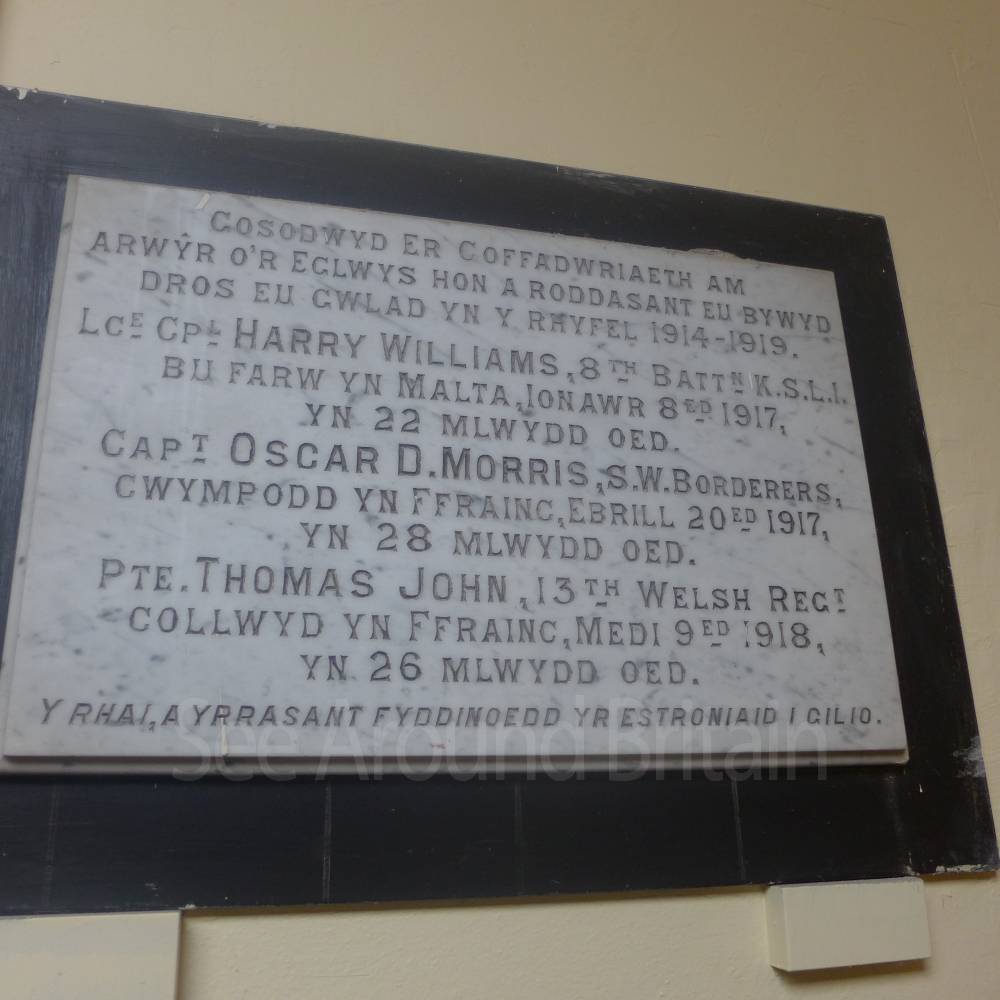 GOSODWYD ER COFFADWRIAETH AM
ARWŶR O'R EGLWYS HON A RODDASANT EU BYWYD
DROS EU GWLAD YN Y RHYFEL 1914-1919.
LCE CPL HARRY WILLIAMS, 8TH BATTN K.S.L.I.
BU FARW YN MALTA, IONAWR 8ED 1917,
YN 22 MLWYDD OED.
CAPT OSCAR D. MORRIS, S.W. BORDERERS,
CWYMPODD YN FFRAINC, EBRILL 20ED 1917,
YN 28 MLWYDD OED.
PTE. THOMAS JOHN, 13TH WELSH REGT
COLLWYD YN FFRAINC, MEDI 9ED 1918,
YN 26 MLWYDD OED.
Y RHAI, A YRRASANT FYDDINOEDD YR ESTRONIAID I GILIO.
See Around Britain